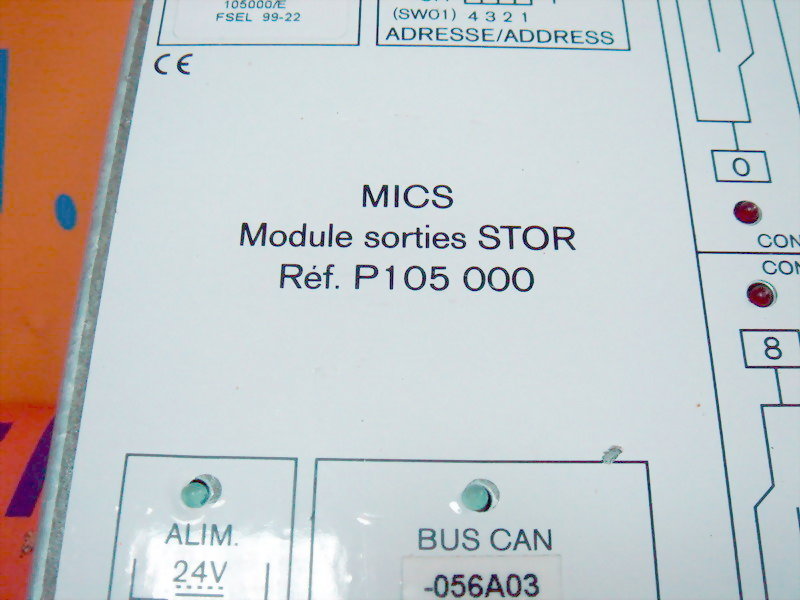 105000/E
FSEL 99-22
(SW01) 4 3 2 1
ADRESSE/ADDRESS
CE
0
MICS
Module sorties STOR
Réf. P105 000
CON
CON
8
ALIM.
24V
BUS CAN
-056A03